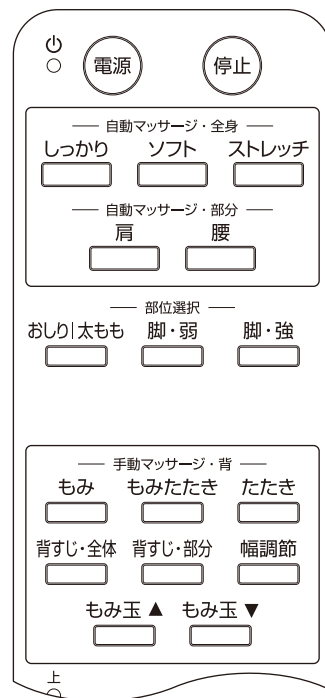 電源 停止
自動マッサージ・全身
しっかり ソフト ストレッチ
自動マッサージ・部分
肩 腰
部位選択
おしり|太もも 脚・弱 脚・強
手動マッサージ・背
もみ もみたたき たたき
背すじ・全体 背すじ・部分 幅調節
もみ玉▲ もみ玉▼
上